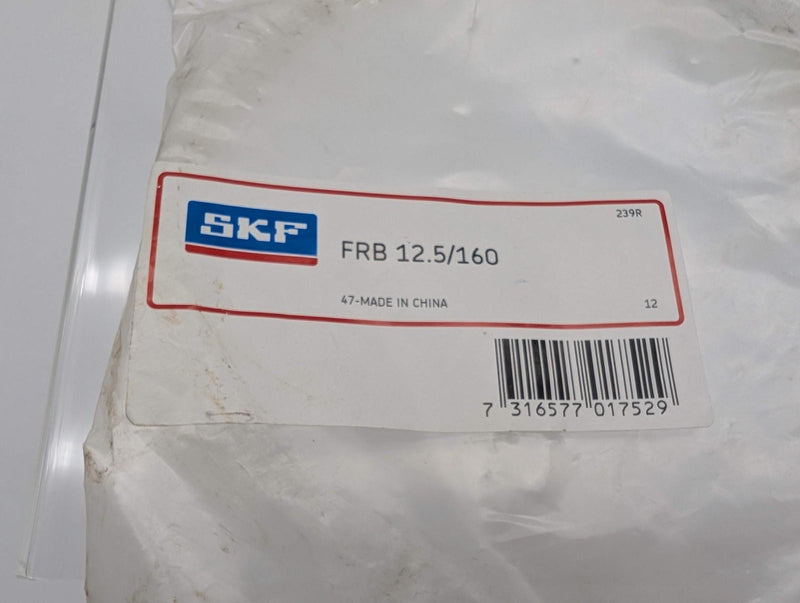 239R
SKF
FRB 12.5/160
47-MADE IN CHINA
12
7 316577 017529